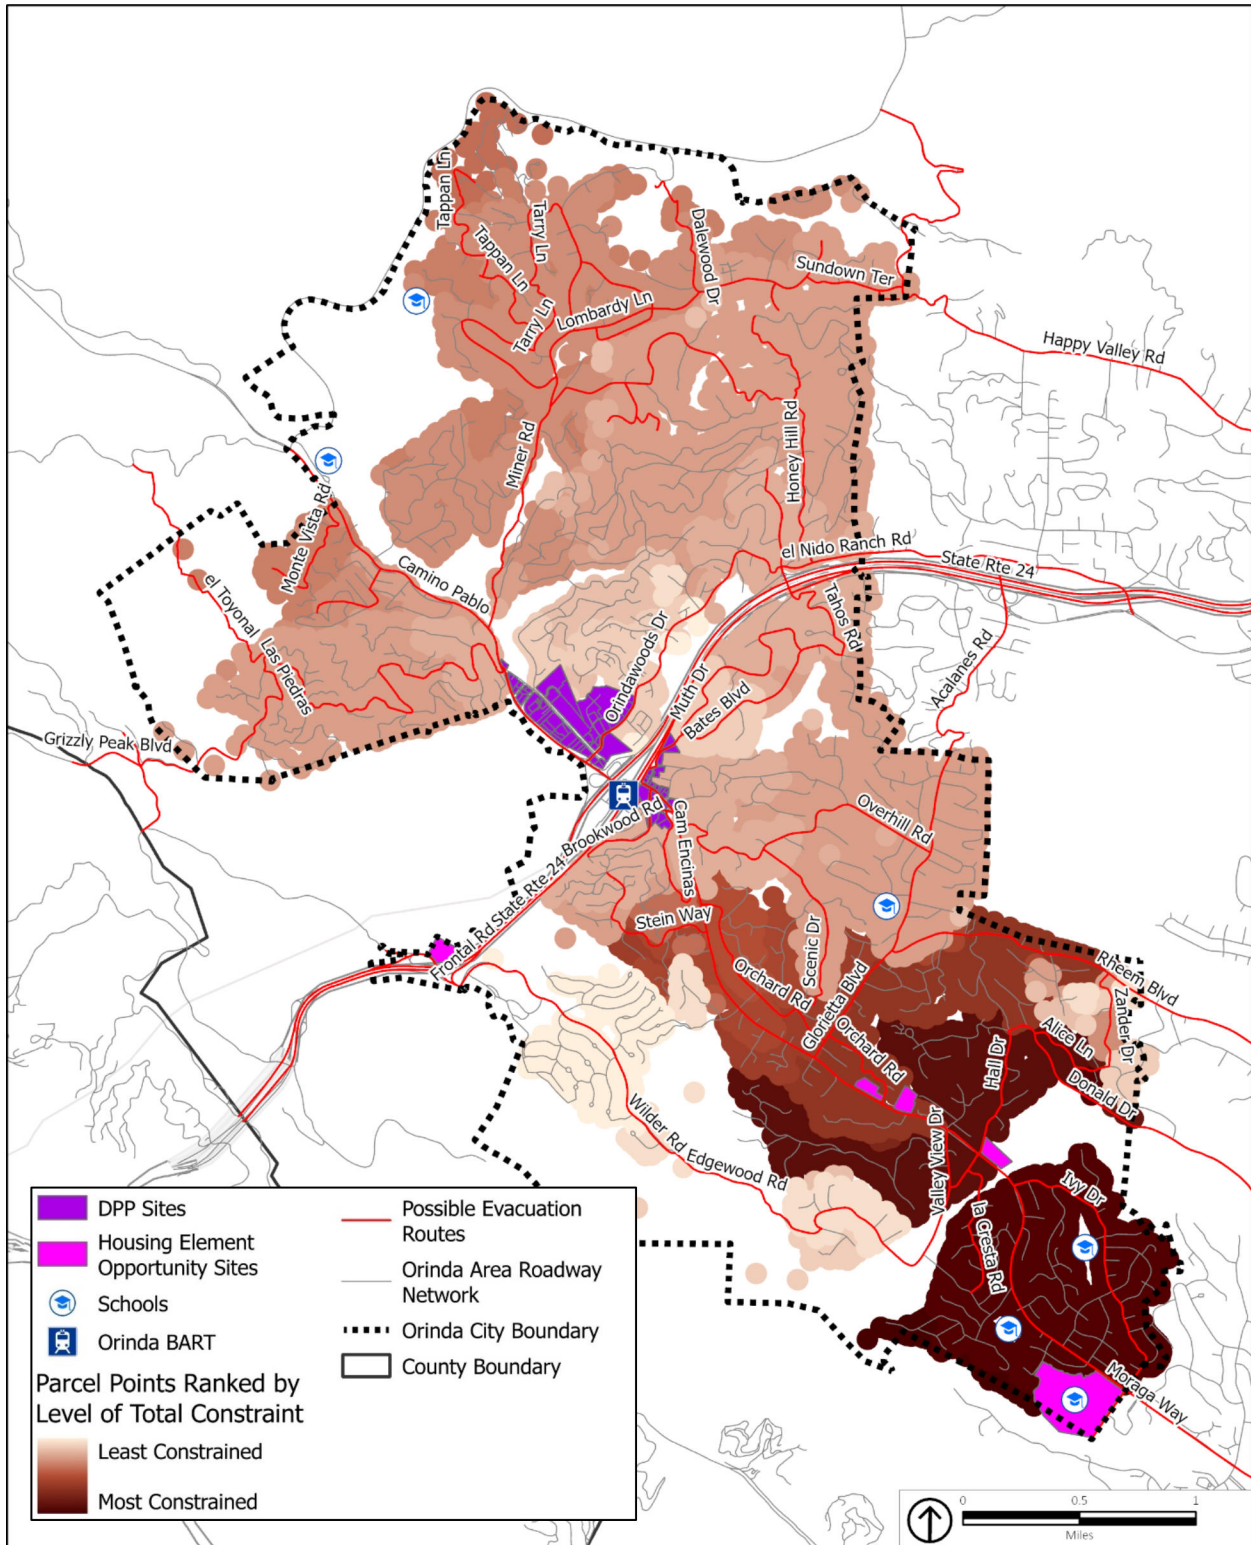 Tappan Ln
Tarry Ln
Dalewood Dr
Tappan Ln
Sundown Ter
Tarry Ln
Lombardy Ln
Happy Valley Rd
Miner Rd
Honey Hill Rd
Monte Vista Rd
el Nido Ranch Rd
State Rte 24
Camino Pablo
el Toyonal
Tahos Rd
Las Piedras
Orindawoods Dr
Acalanes Rd
Muth Dr
Bates Blvd
Grizzly Peak Blvd
Brookwood Rd
Cam Encinas
Overhill Rd
State Rte 24
Frontal Rd
Stein Way
Scenic Dr
Orchard Rd
Rheem Blvd
Zander Dr
Glorietta Blvd
Orchard Rd
Hall Dr
Alice Ln
Donald Dr
Wilder Rd
Edgewood Rd
Valley View Dr
Ivy Dr
la Cresta Rd
Moraga Way
DPP Sites
Housing Element
Opportunity Sites
Schools
Orinda BART
Parcel Points Ranked by
Level of Total Constraint
Least Constrained
Most Constrained
Possible Evacuation
Routes
Orinda Area Roadway
Network
Orinda City Boundary
County Boundary
0 0.5 1
Miles